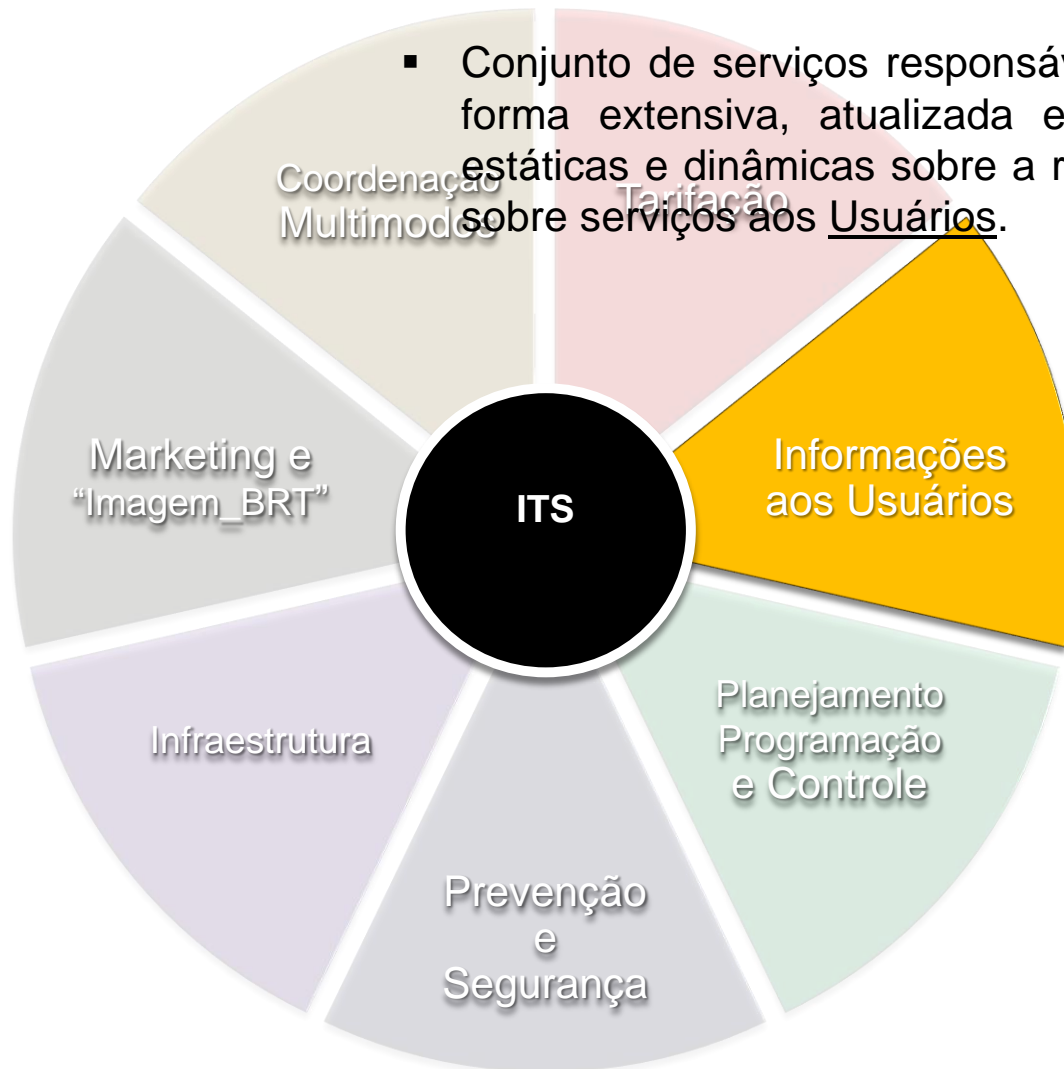 ▪ Conjunto de serviços
forma extensiva, atualizada e
estáticas e dinâmicas sobre a
sobre serviços aos Usuários.
Coordenação
Multimodos
Tarifação
Marketing e
“Imagem_BRT”
ITS
Informações
aos Usuários
Infraestrutura
Planejamento
Programação
e Controle
Prevenção
e
Segurança